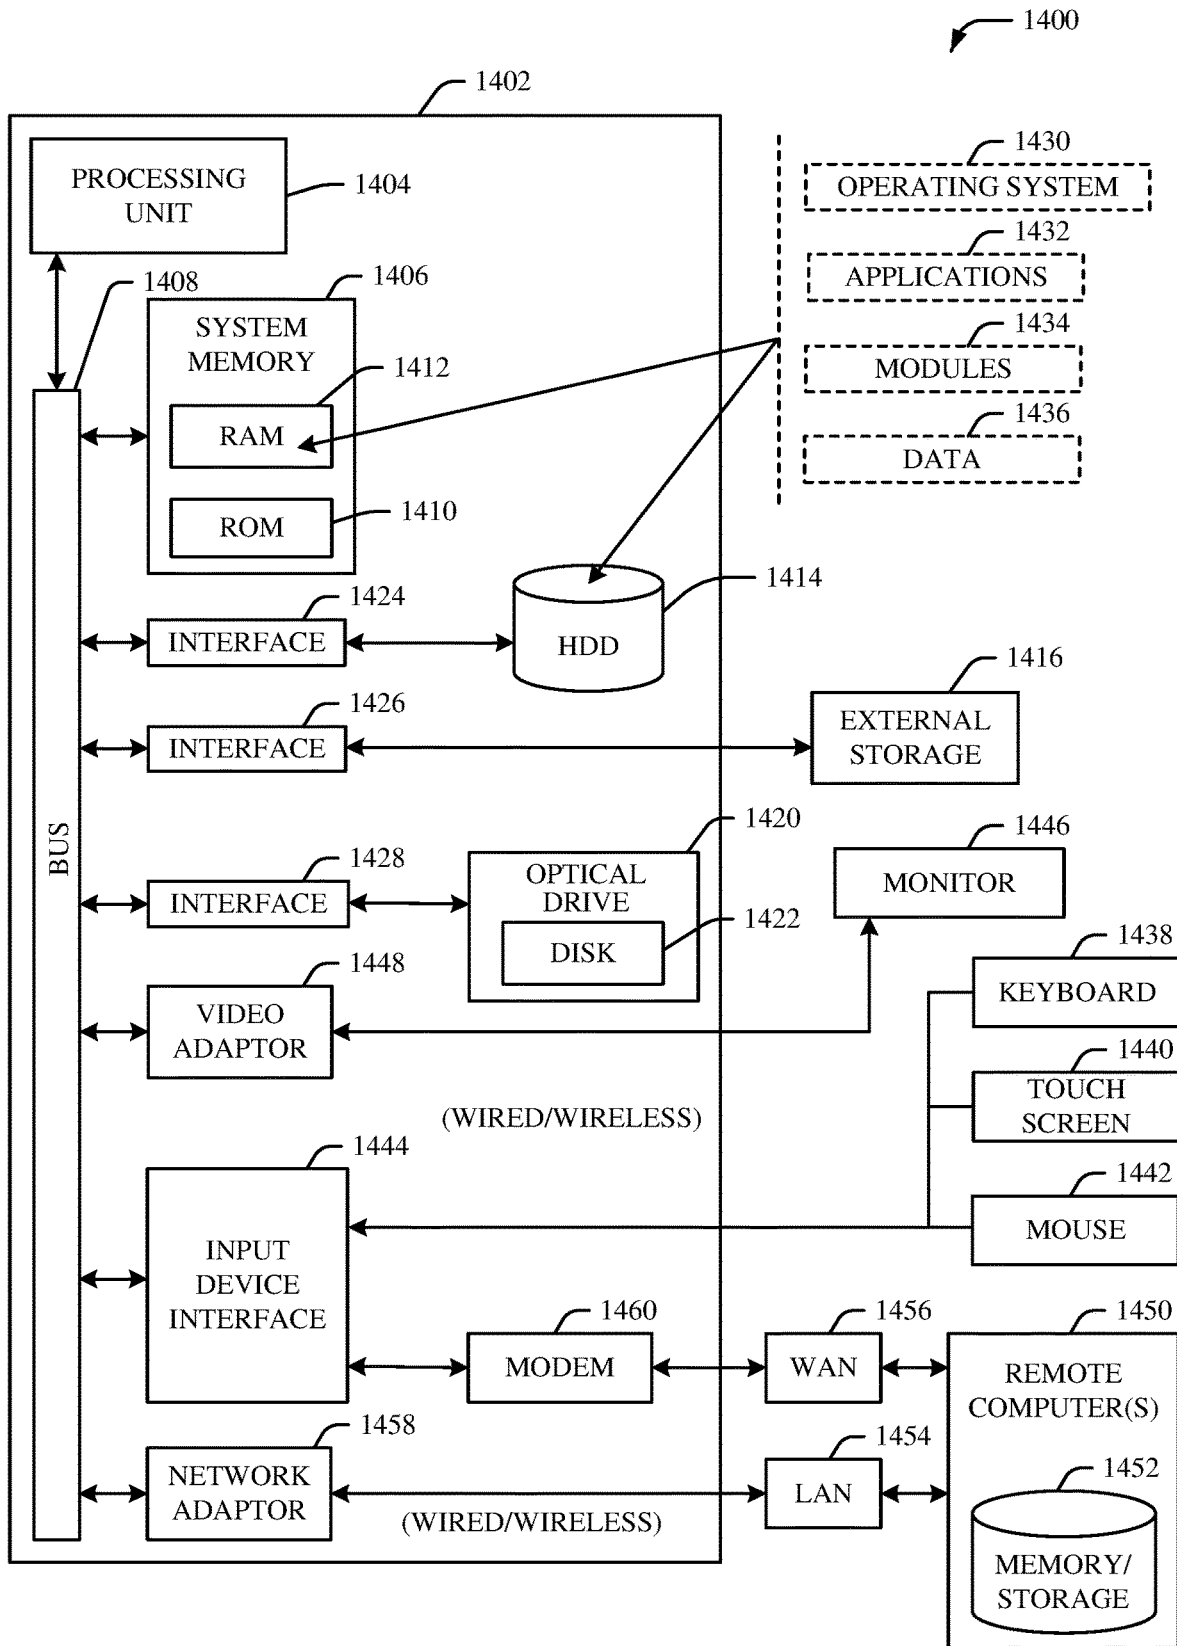 1400
1402
PROCESSING
UNIT
1404
1430
OPERATING SYSTEM
1432
APPLICATIONS
1434
MODULES
1436
DATA
1408
1406
SYSTEM
MEMORY
1412
RAM
1410
ROM
1424
INTERFACE
1414
HDD
1426
INTERFACE
1416
EXTERNAL
STORAGE
BUS
1428
INTERFACE
1420
OPTICAL
DRIVE
1422
DISK
1446
MONITOR
1448
VIDEO
ADAPTOR
1438
KEYBOARD
1440
TOUCH
SCREEN
(WIRED/WIRELESS)
1442
MOUSE
1444
INPUT
DEVICE
INTERFACE
1460
MODEM
1456
WAN
1450
REMOTE
COMPUTER(S)
1458
NETWORK
ADAPTOR
(WIRED/WIRELESS)
1454
LAN
1452
MEMORY/
STORAGE